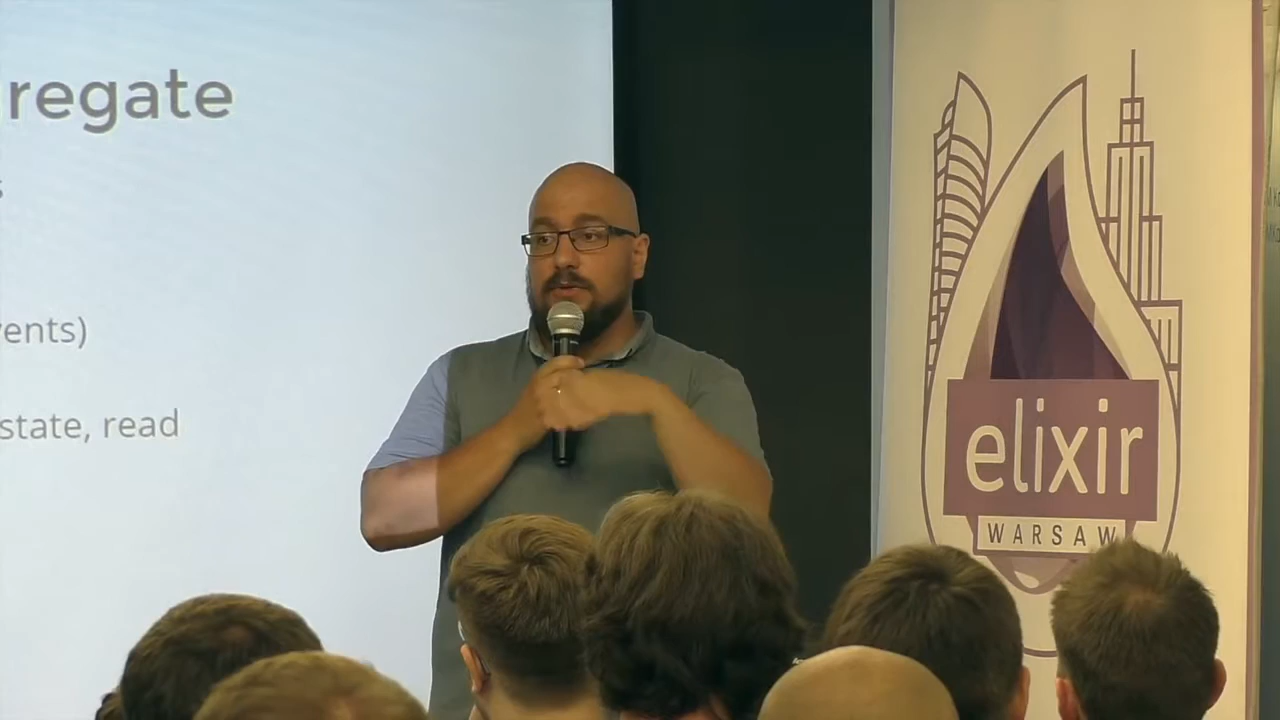 regate
s
ents)
state, read
elixir
WARSAW